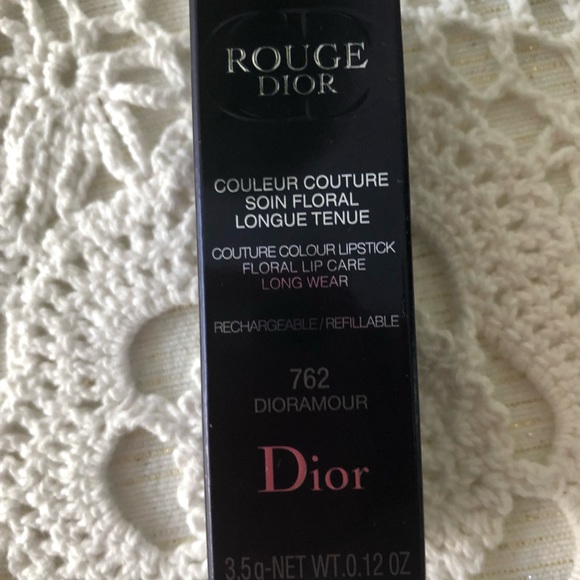 ROUGE
DIOR
COULEUR COUTURE
SOIN FLORAL
LONGUE TENUE
COUTURE COLOUR LIPSTICK
FLORAL LIP CARE
LONG WEAR
RECHARGEABLE/REFILLABLE
762
DIORAMOUR
Dior
3.5g-NET WT.0.12 OZ